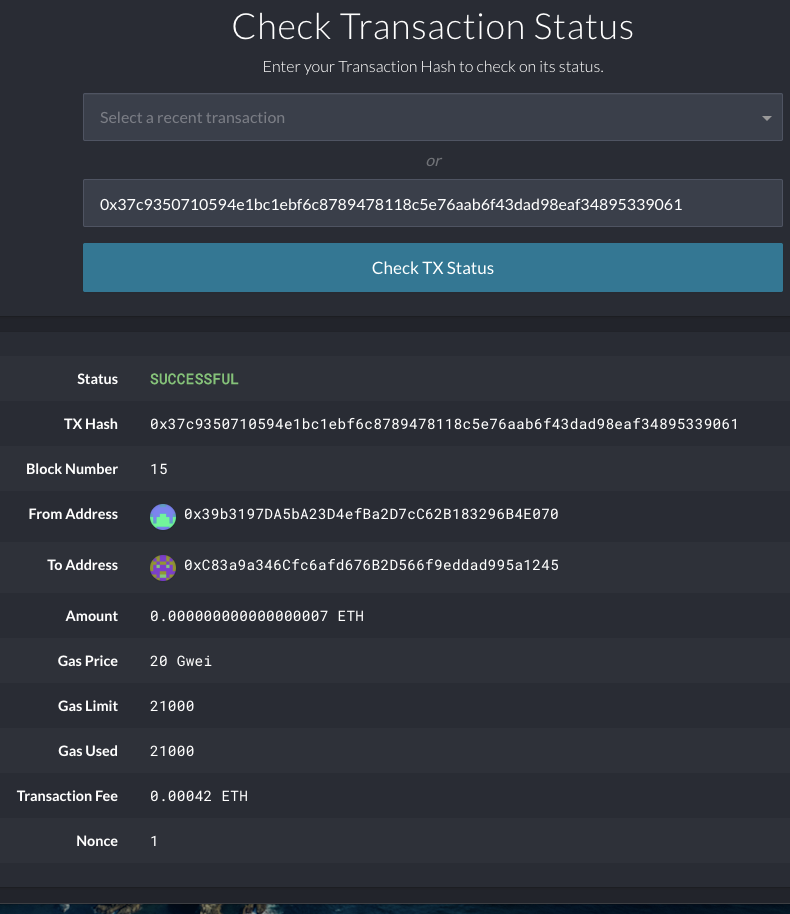 Check Transaction Status
Enter your Transaction Hash to check on its status.
Select a recent transaction
or
0x37c9350710594e1bc1ebf6c8789478118c5e76aab6f43dad98eaf34895339061
Check TX Status
Status SUCCESSFUL
TX Hash 0x37c9350710594e1bc1ebf6c8789478118c5e76aab6f43dad98eaf34895339061
Block Number 15
From Address 0x39b3197DA5bA23D4efBa2D7cC62B183296B4E070
To Address 0xC83a9a346Cfc6afd676B2D566f9eddad995a1245
Amount 0.000000000000000007 ETH
Gas Price 20 Gwei
Gas Limit 21000
Gas Used 21000
Transaction Fee 0.00042 ETH
Nonce 1